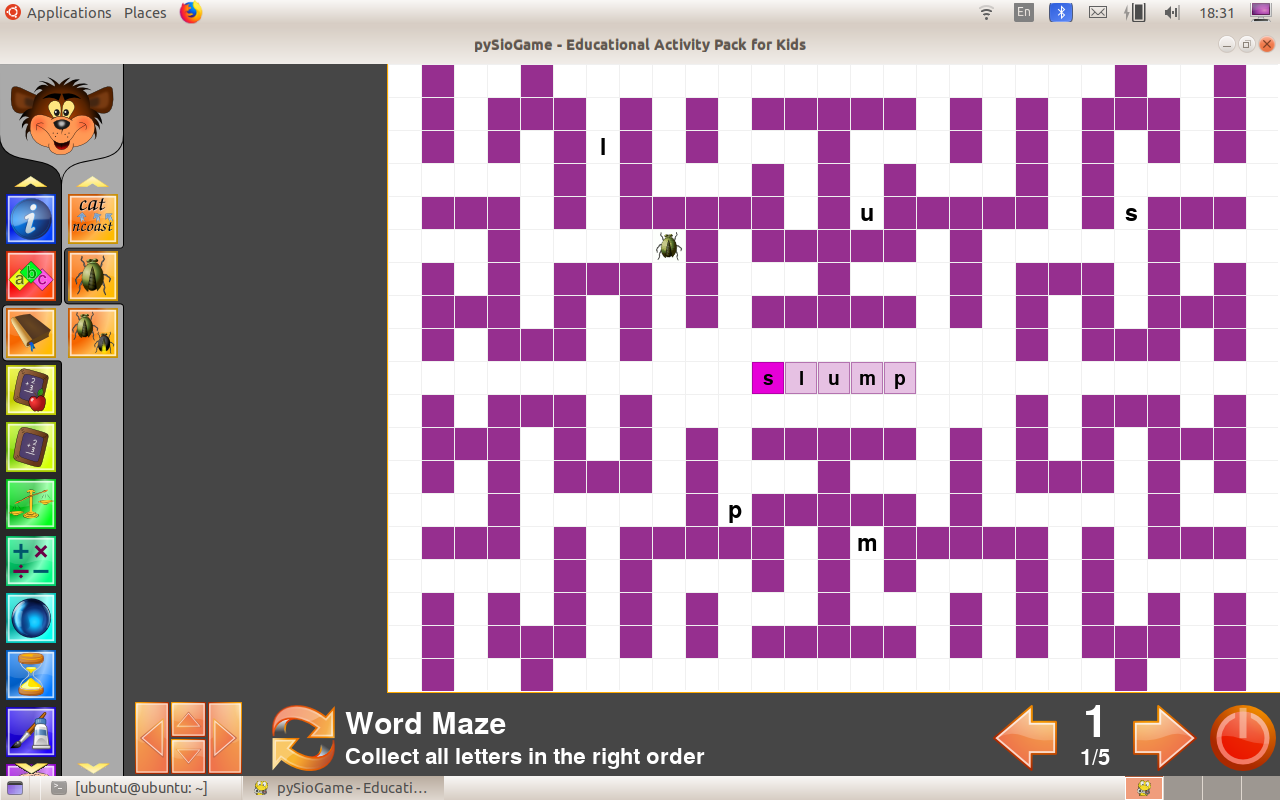 Applications Places En 18:31
pySioGame - Educational Activity Pack for Kids
l
cat
ncoast
u
s
abc
s l u m p
p
m
Word Maze
Collect all letters in the right order
1
1/5
[ubuntu@ubuntu: ~] pySioGame - Educati...